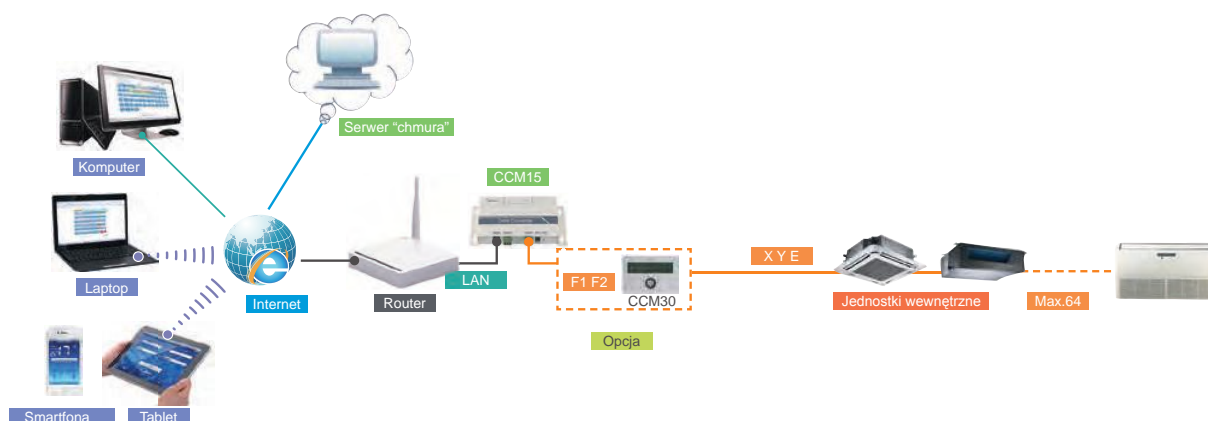 Serwer “chmura”
Komputer
CCM15
Laptop
Internet
Router
LAN
F1 F2
CCM30
X Y E
Jednostki wewnętrzne
Max.64
Opcja
Smartfona
Tablet